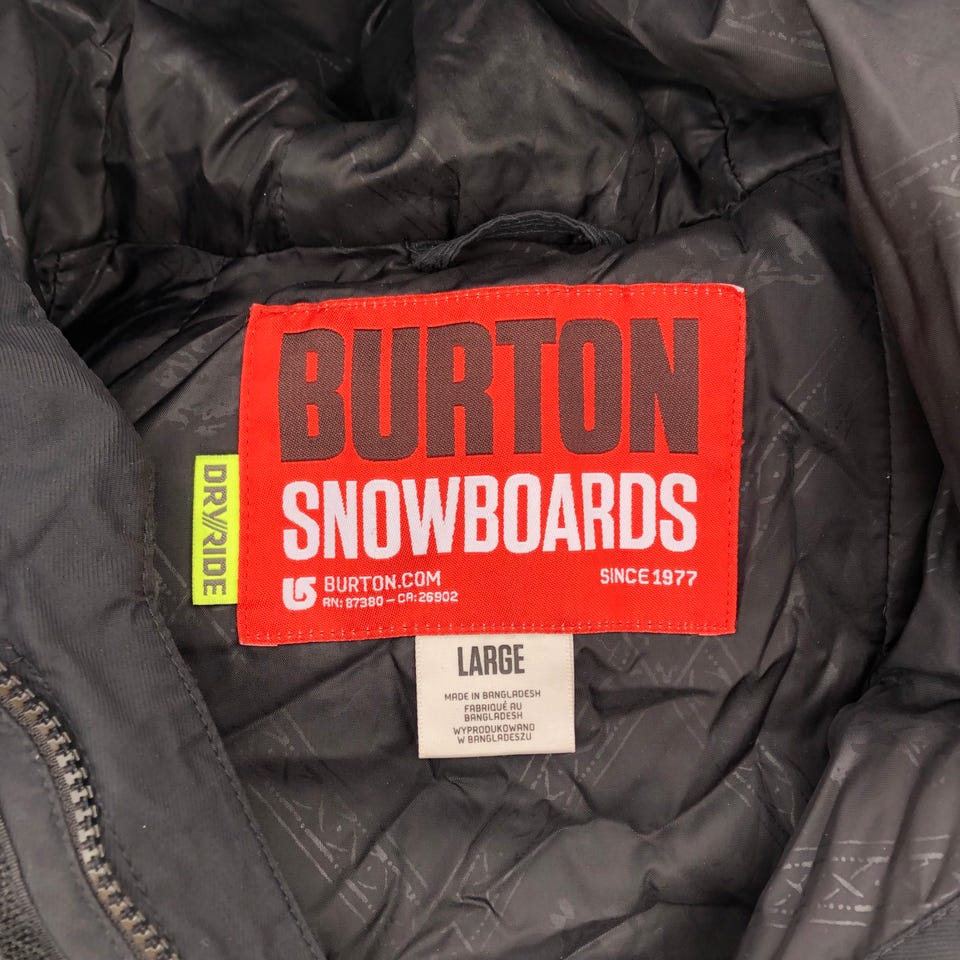 BURTON
SNOWBOARDS
BURTON.COM
RN: 87380 – CA: 26902
SINCE 1977
DRY//RIDE
LARGE
MADE IN BANGLADESH
FABRIQUÉ AU
BANGLADESH
WYPRODUKOWANO
W BANGLADESZU